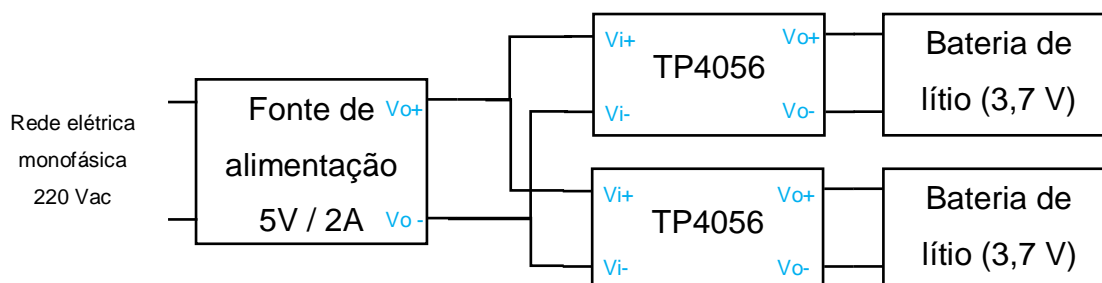 Rede elétrica
monofásica
220 Vac
Fonte de
alimentação
5V / 2A
Vo+
Vo -
Vi+
Vi-
TP4056
Vo+
Vo-
Bateria de
lítio (3,7 V)
Vi+
Vi-
TP4056
Vo+
Vo-
Bateria de
lítio (3,7 V)